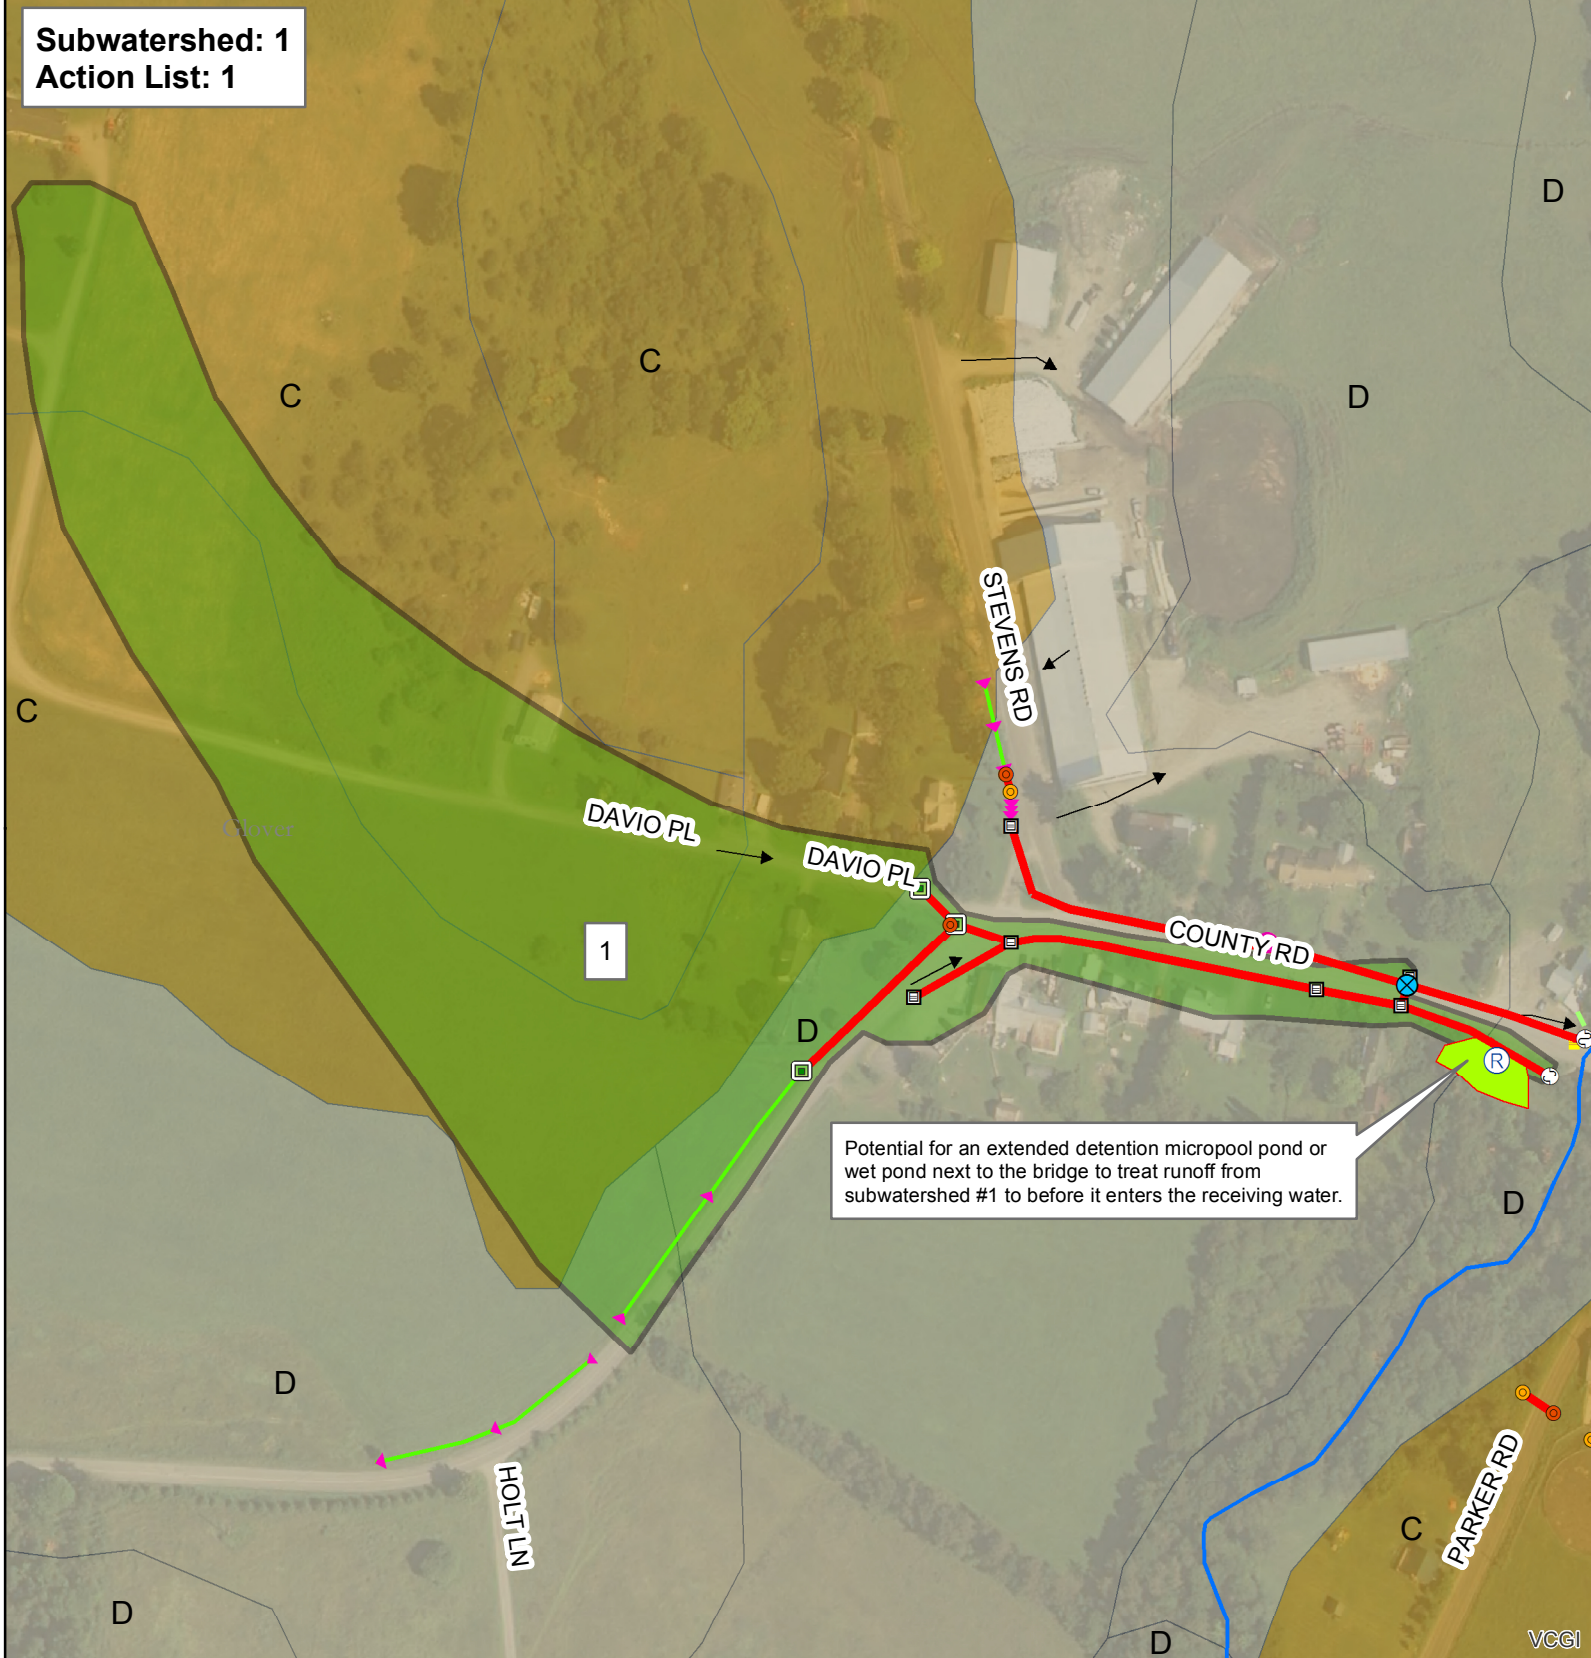 Subwatershed: 1
Action List: 1
D
C
C
D
STEVENS RD
C
DAVIO PL
Glover
DAVIO PL
COUNTY RD
1
D
R
Potential for an extended detention micropool pond or
wet pond next to the bridge to treat runoff from
subwatershed #1 to before it enters the receiving water.
D
D
HOLT LN
PARKER RD
C
D
D
VCGI